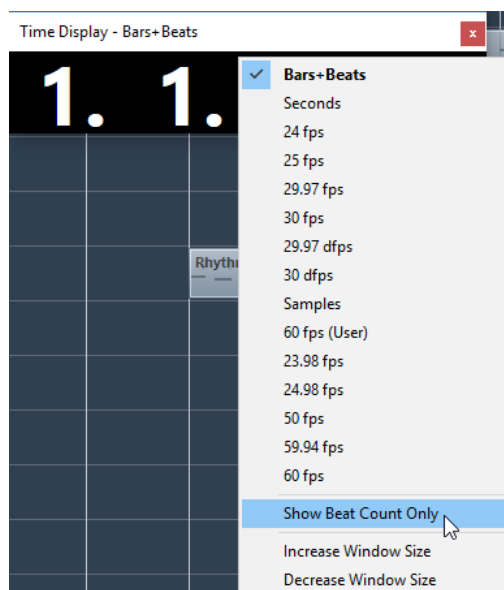 Time Display - Bars+Beats
x
1. 1.
Bars+Beats
Seconds
24 fps
25 fps
29.97 fps
30 fps
29.97 dfps
30 dfps
Samples
60 fps (User)
23.98 fps
24.98 fps
50 fps
59.94 fps
60 fps
Show Beat Count Only
Increase Window Size
Decrease Window Size